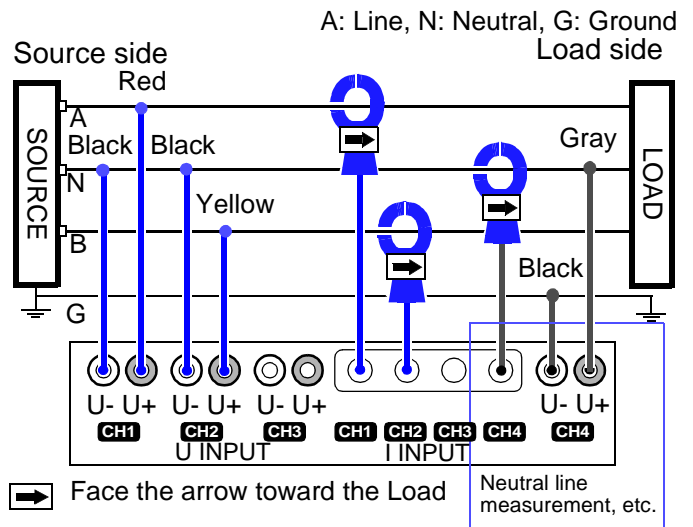 A: Line, N: Neutral, G: Ground
Source side
Load side
Red
A
Black
Black
Gray
SOURCE
LOAD
N
Yellow
B
Black
G
U- U+
U- U+
U- U+
U- U+
CH1
CH2
CH3
CH1
CH2
CH3
CH4
CH4
U INPUT
I INPUT
Face the arrow toward the Load
Neutral line
measurement, etc.